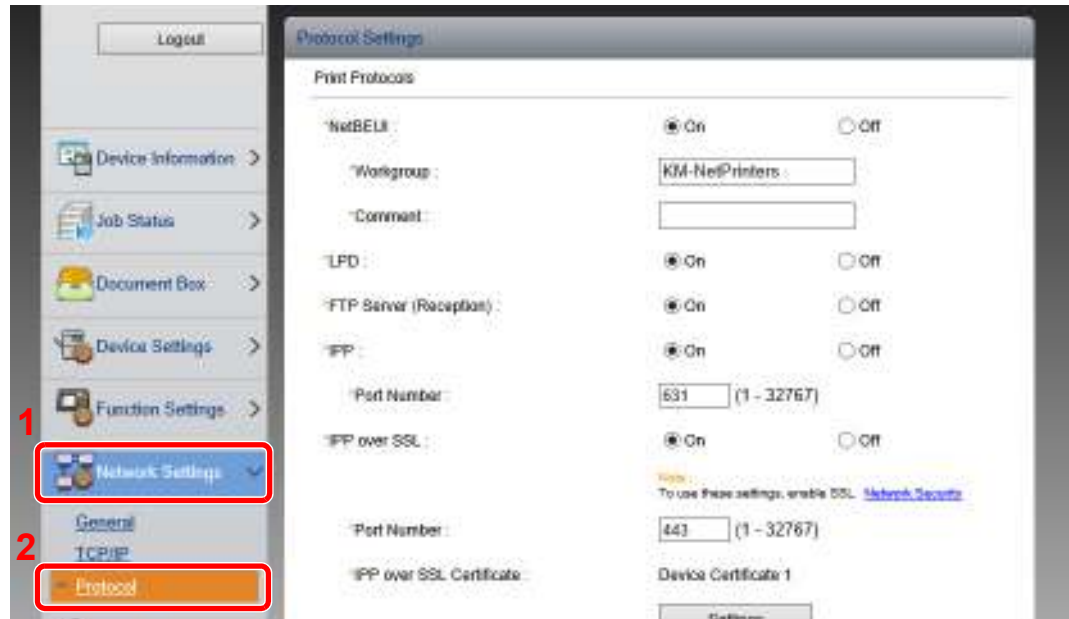 Logout
Device Information
Job Status
Document Box
Device Settings
Function Settings
1
Network Settings
General
2
TCP/IP
Protocol
Protocol Settings
Print Protocols
*NetBEUI :
On Off
*Workgroup :
KM-NetPrinters
*Comment :
*LPD :
On Off
*FTP Server (Reception) :
On Off
*IPP :
On Off
*Port Number :
631 (1 - 32767)
*IPP over SSL :
On Off
Note :
To use these settings, enable SSL. Network Security
*Port Number :
443 (1 - 32767)
*IPP over SSL Certificate :
Device Certificate 1
Settings